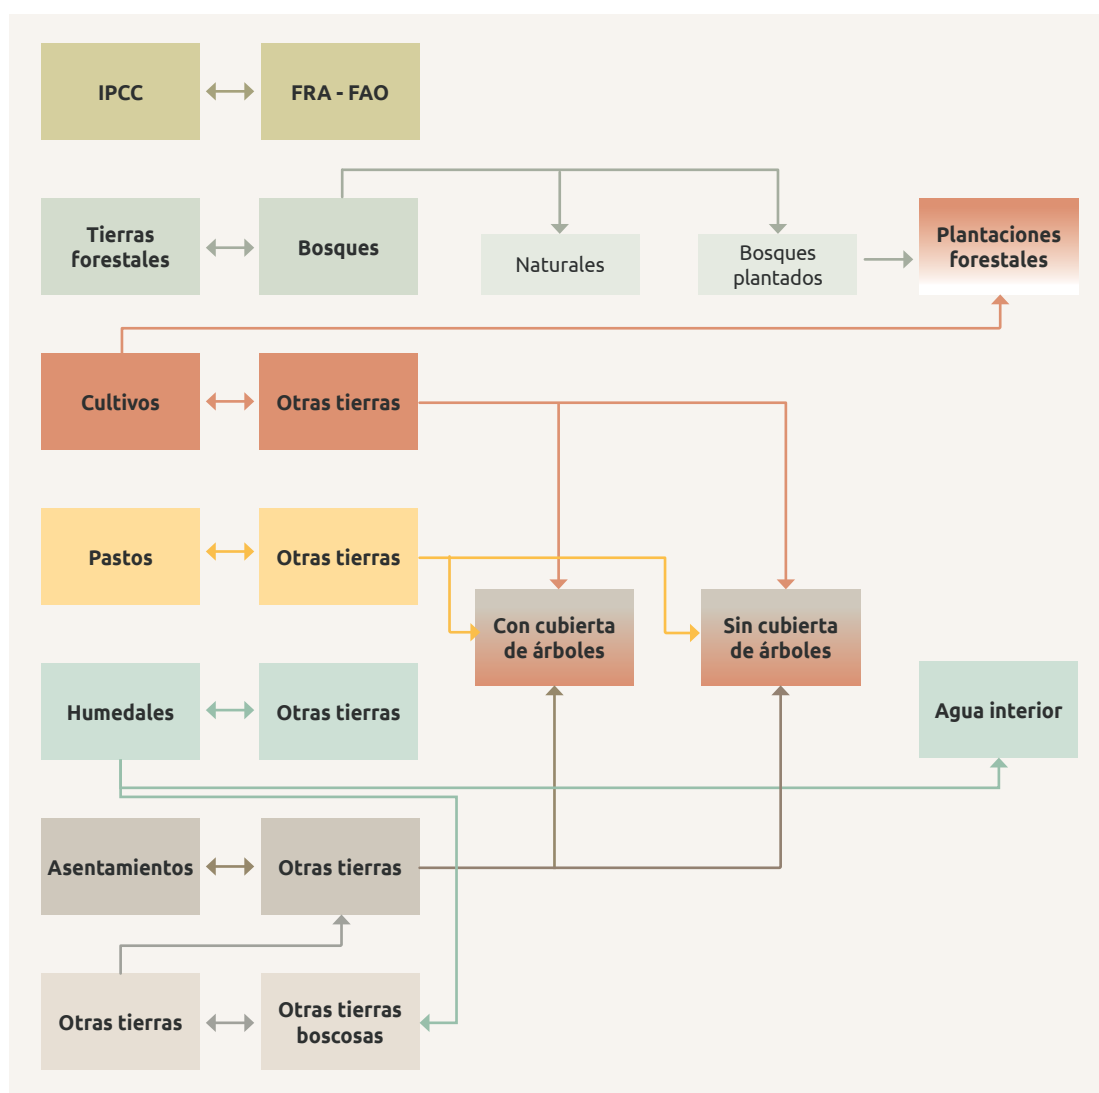 IPCC
FRA - FAO
Tierras
forestales
Bosques
Naturales
Bosques
plantados
Plantaciones
forestales
Cultivos
Otras tierras
Pastos
Otras tierras
Con cubierta
de árboles
Sin cubierta
de árboles
Humedales
Otras tierras
Agua interior
Asentamientos
Otras tierras
Otras tierras
Otras tierras
boscosas